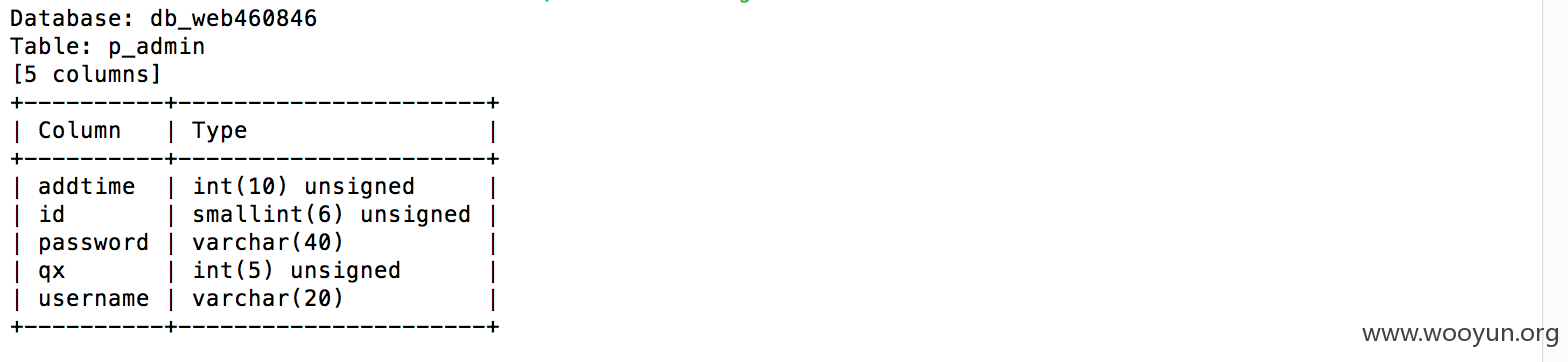 Database: db_web460846
Table: p_admin
[5 columns]
+----------+----------------------+
| Column   | Type                 |
+----------+----------------------+
| addtime  | int(10) unsigned     |
| id       | smallint(6) unsigned |
| password | varchar(40)          |
| qx       | int(5) unsigned      |
| username | varchar(20)          |
+----------+----------------------+
www.wooyun.org